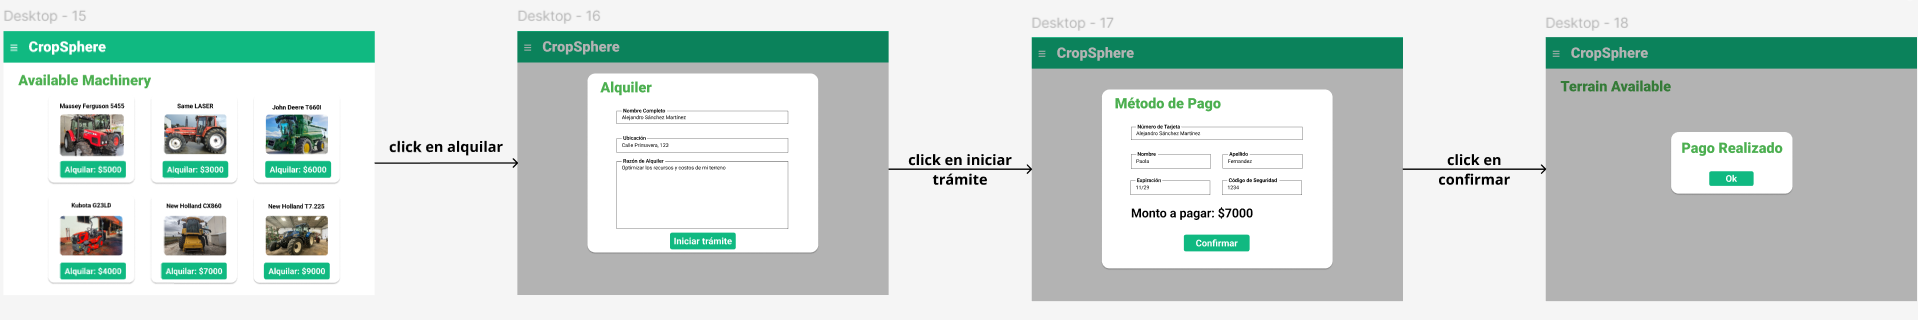 Desktop - 15
CropSphere
Available Machinery
Massey Ferguson 5455
Same LASER
John Deere T660I
Alquilar: $5000
Alquilar: $3000
Alquilar: $6000
Kubota G23LD
New Holland CX860
New Holland T7.225
Alquilar: $4000
Alquilar: $7000
Alquilar: $9000
click en alquilar
Desktop - 16
CropSphere
Alquiler
Nombre Completo
Alejandro Sánchez Martínez
Ubicación
Calle Primavera, 123
Razón de Alquiler
Optimizar los recursos y costos de mi terreno
Iniciar trámite
click en iniciar
trámite
Desktop - 17
CropSphere
Método de Pago
Número de Tarjeta
Alejandro Sánchez Martínez
Nombre
Paola
Apellido
Fernandez
Expiración
11/29
Código de Seguridad
1234
Monto a pagar: $7000
Confirmar
click en
confirmar
Desktop - 18
CropSphere
Terrain Available
Pago Realizado
Ok